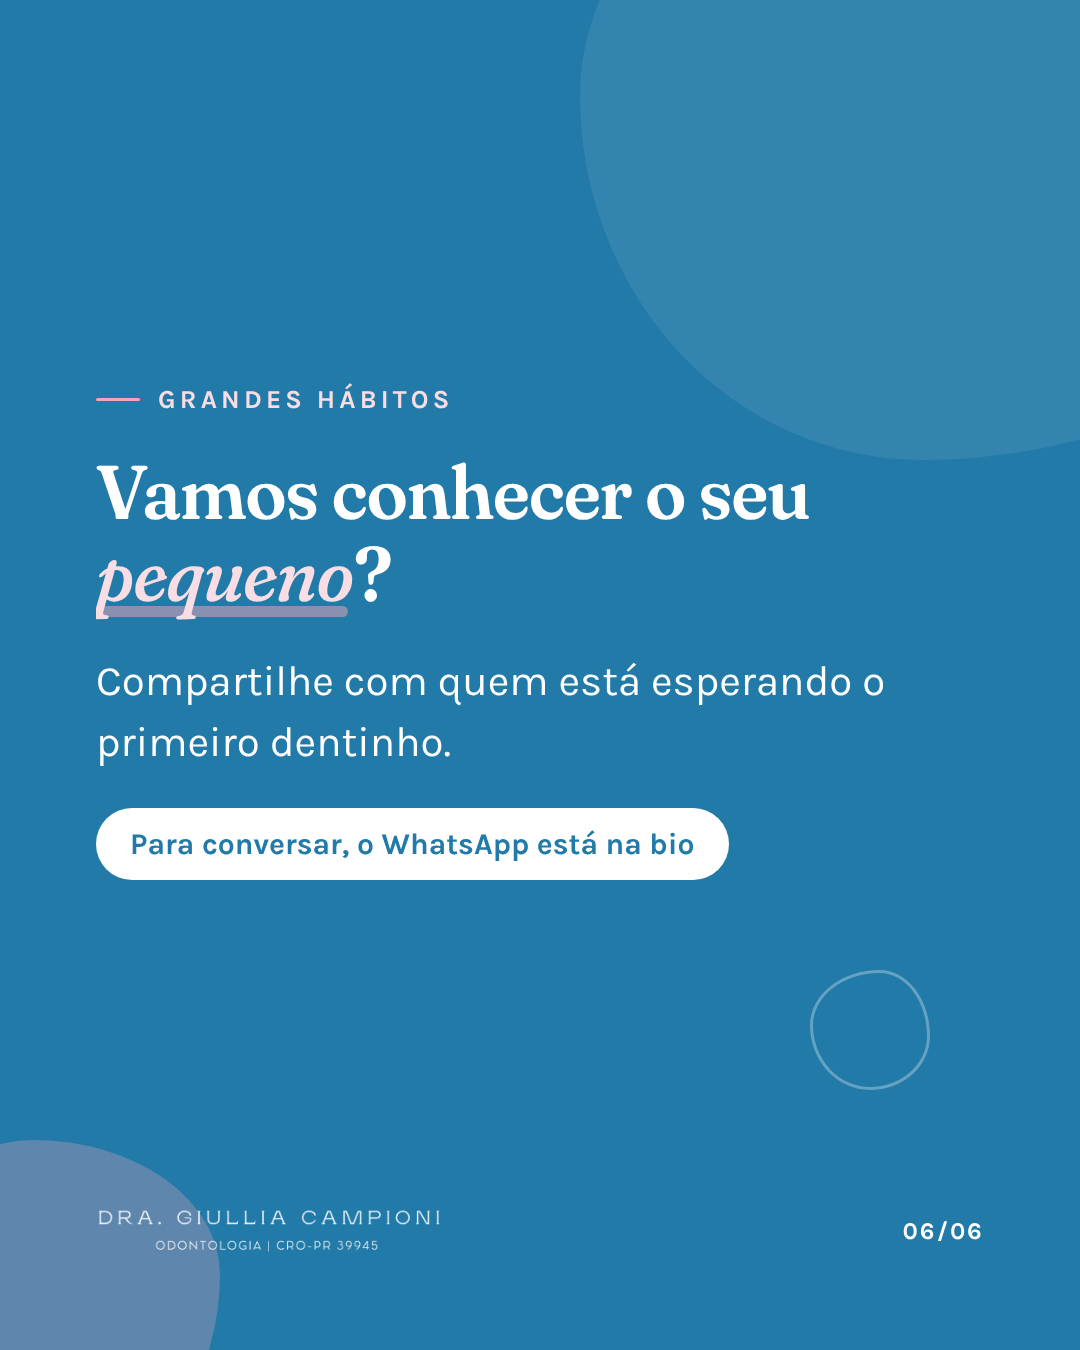 GRANDES HÁBITOS
Vamos conhecer o seu
pequeno?
Compartilhe com quem está esperando o
primeiro dentinho.
Para conversar, o WhatsApp está na bio
DRA. GIULLIA CAMPIONI
ODONTOLOGIA | CRO-PR 39945
06/06